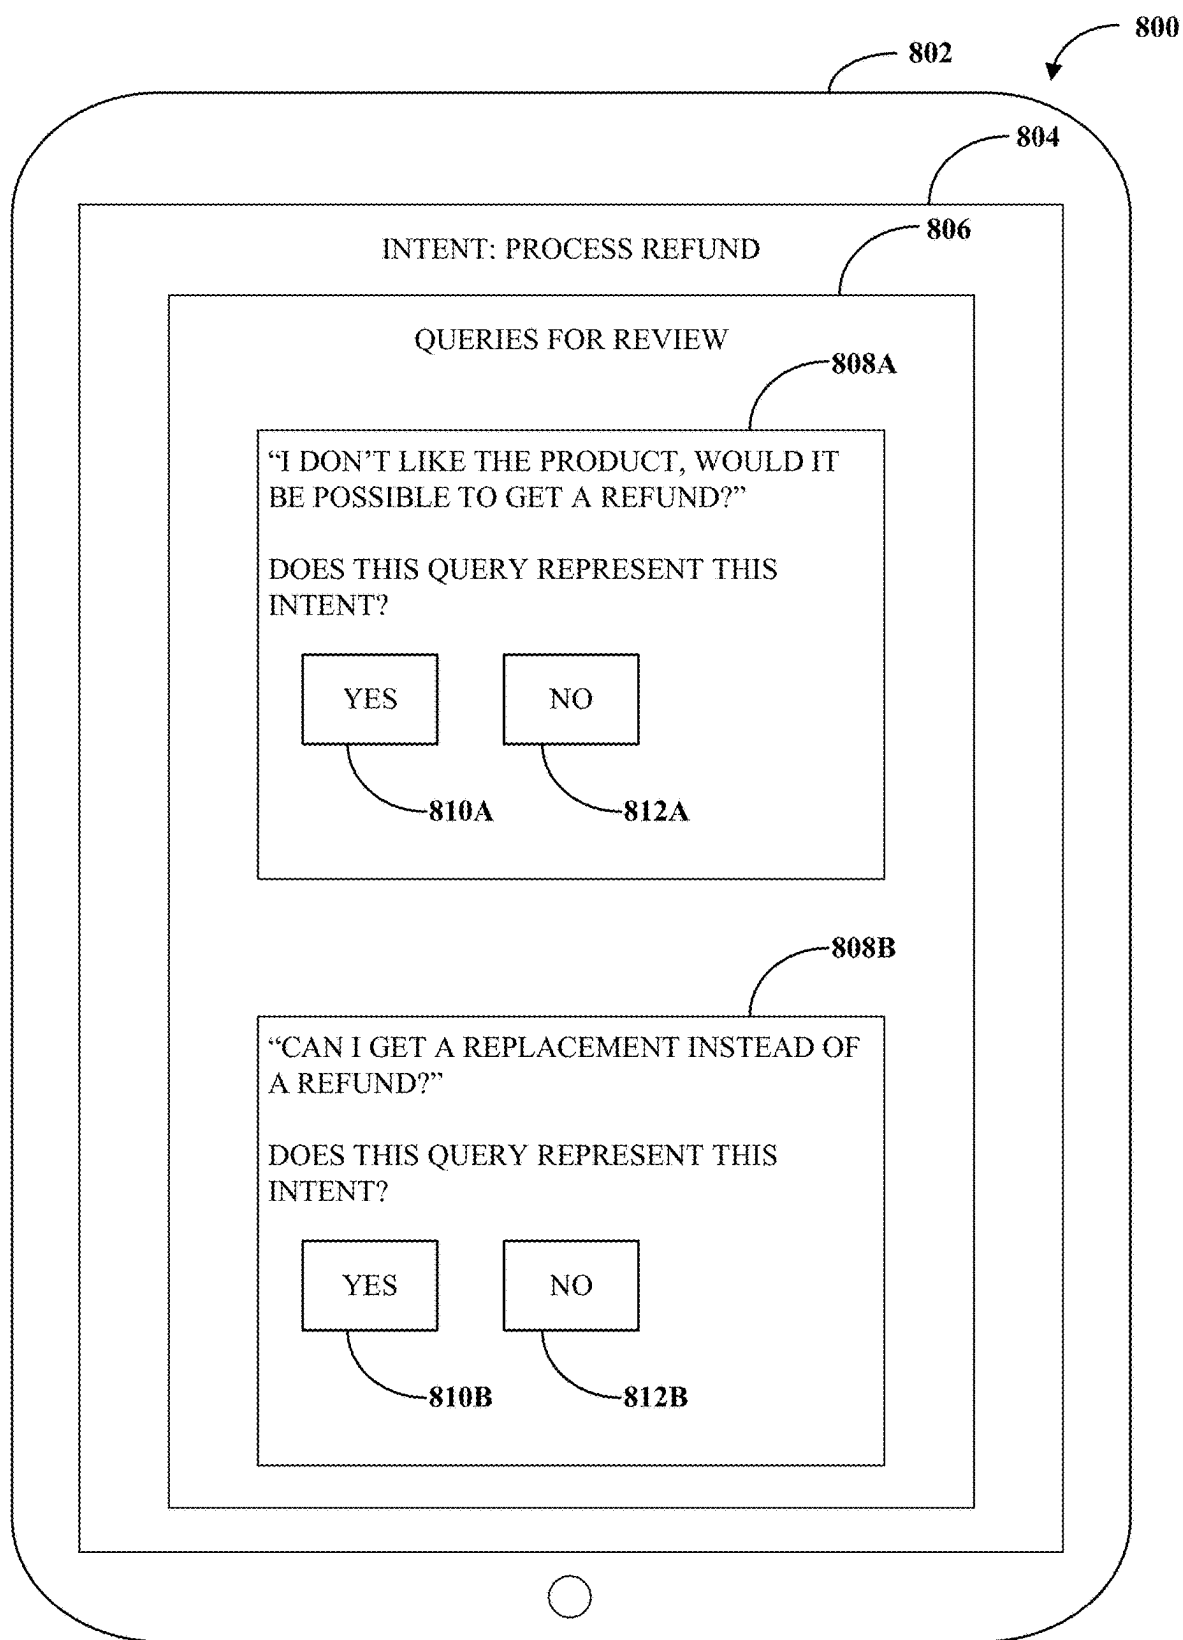 800
802
804
INTENT: PROCESS REFUND
806
QUERIES FOR REVIEW
808A
“I DON’T LIKE THE PRODUCT, WOULD IT
BE POSSIBLE TO GET A REFUND?”
DOES THIS QUERY REPRESENT THIS
INTENT?
YES
NO
810A
812A
808B
“CAN I GET A REPLACEMENT INSTEAD OF
A REFUND?”
DOES THIS QUERY REPRESENT THIS
INTENT?
YES
NO
810B
812B